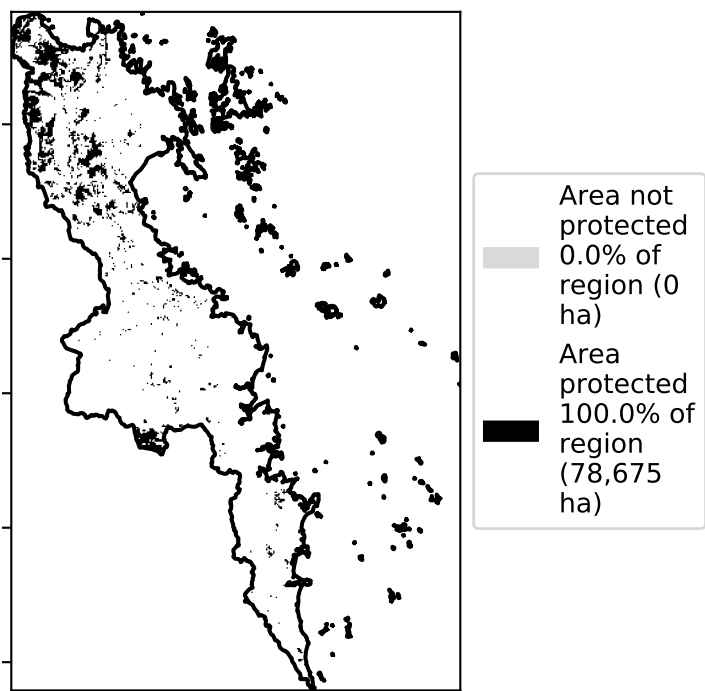 Area not
protected
0.0% of
region (0
ha)
Area
protected
100.0% of
region
(78,675
ha)